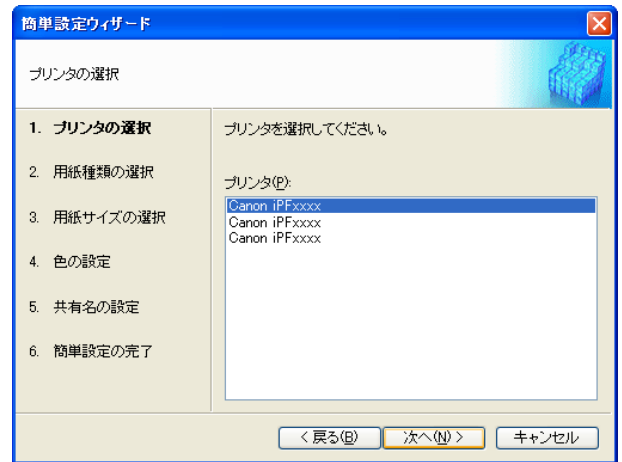 簡単設定ウィザード
プリンタの選択
1. プリンタの選択
2. 用紙種類の選択
3. 用紙サイズの選択
4. 色の設定
5. 共有名の設定
6. 簡単設定の完了
プリンタを選択してください。
プリンタ(P):
Canon iPFxxxx
Canon iPFxxxx
Canon iPFxxxx
< 戻る(B) 次へ(N) > キャンセル